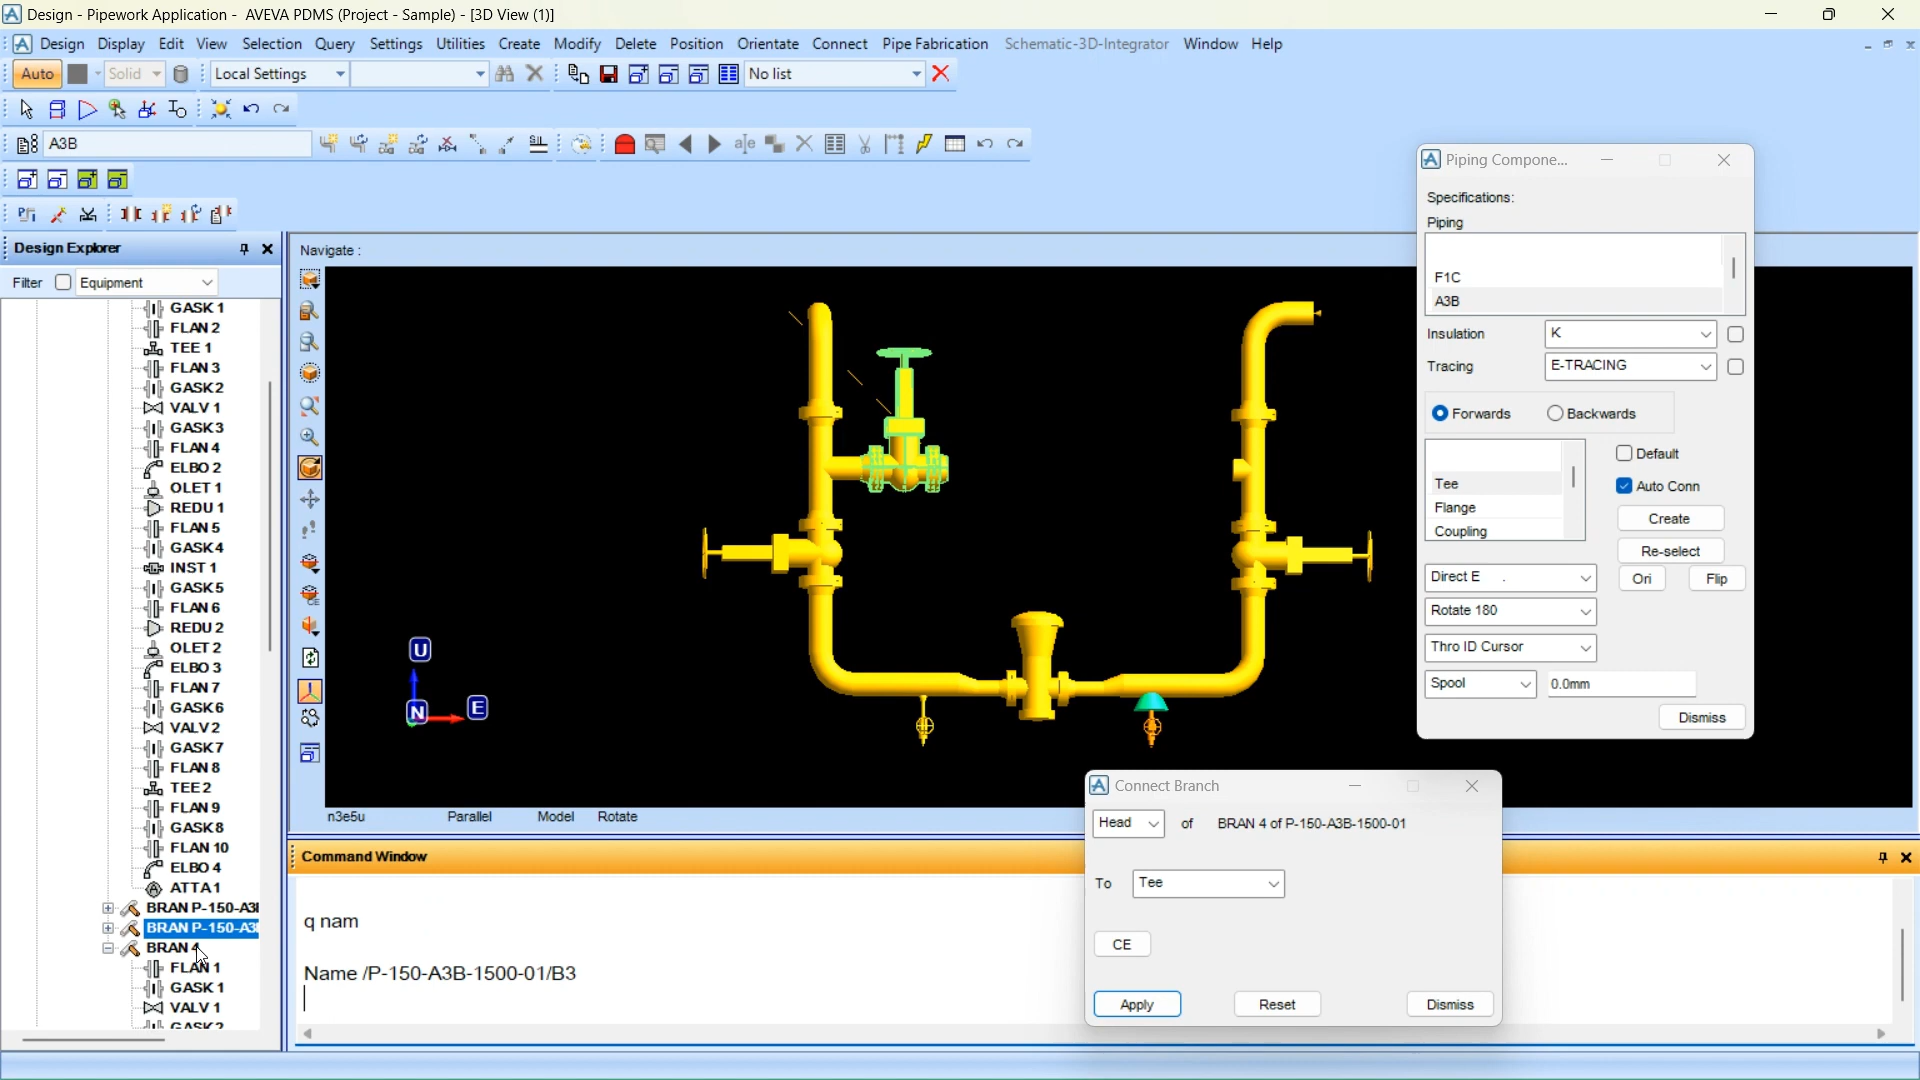 Design - Pipework Application - AVEVA PDMS (Project - Sample) - [3D View (1)]
Design Display Edit View Selection Query Settings Utilities Create Modify Delete Position Orientate Connect Pipe Fabrication Schematic-3D-Integrator Window Help
Auto Solid Local Settings No list
A3B
Design Explorer
Filter Equipment
GASK 1
FLAN 2
TEE 1
FLAN 3
GASK 2
VALV 1
GASK 3
FLAN 4
ELBO 2
OLET 1
REDU 1
FLAN 5
GASK 4
INST 1
GASK 5
FLAN 6
REDU 2
OLET 2
ELBO 3
FLAN 7
GASK 6
VALV 2
GASK 7
FLAN 8
TEE 2
FLAN 9
GASK 8
FLAN 10
ELBO 4
ATTA 1
BRAN P-150-A3
BRAN P-150-A3
BRAN 4
FLAN 1
GASK 1
VALV 1
GASK 2
Navigate :
U
N
E
n3e5u Parallel Model Rotate
Command Window
q nam
Name /P-150-A3B-1500-01/B3
Piping Compone...
Specifications:
Piping
F1C
A3B
Insulation K
Tracing E-TRACING
Forwards Backwards
Tee
Flange
Coupling
Default
Auto Conn
Create
Re-select
Direct E . Ori Flip
Rotate 180
Thro ID Cursor
Spool 0.0mm
Dismiss
Connect Branch
Head of BRAN 4 of P-150-A3B-1500-01
To Tee
CE
Apply Reset Dismiss